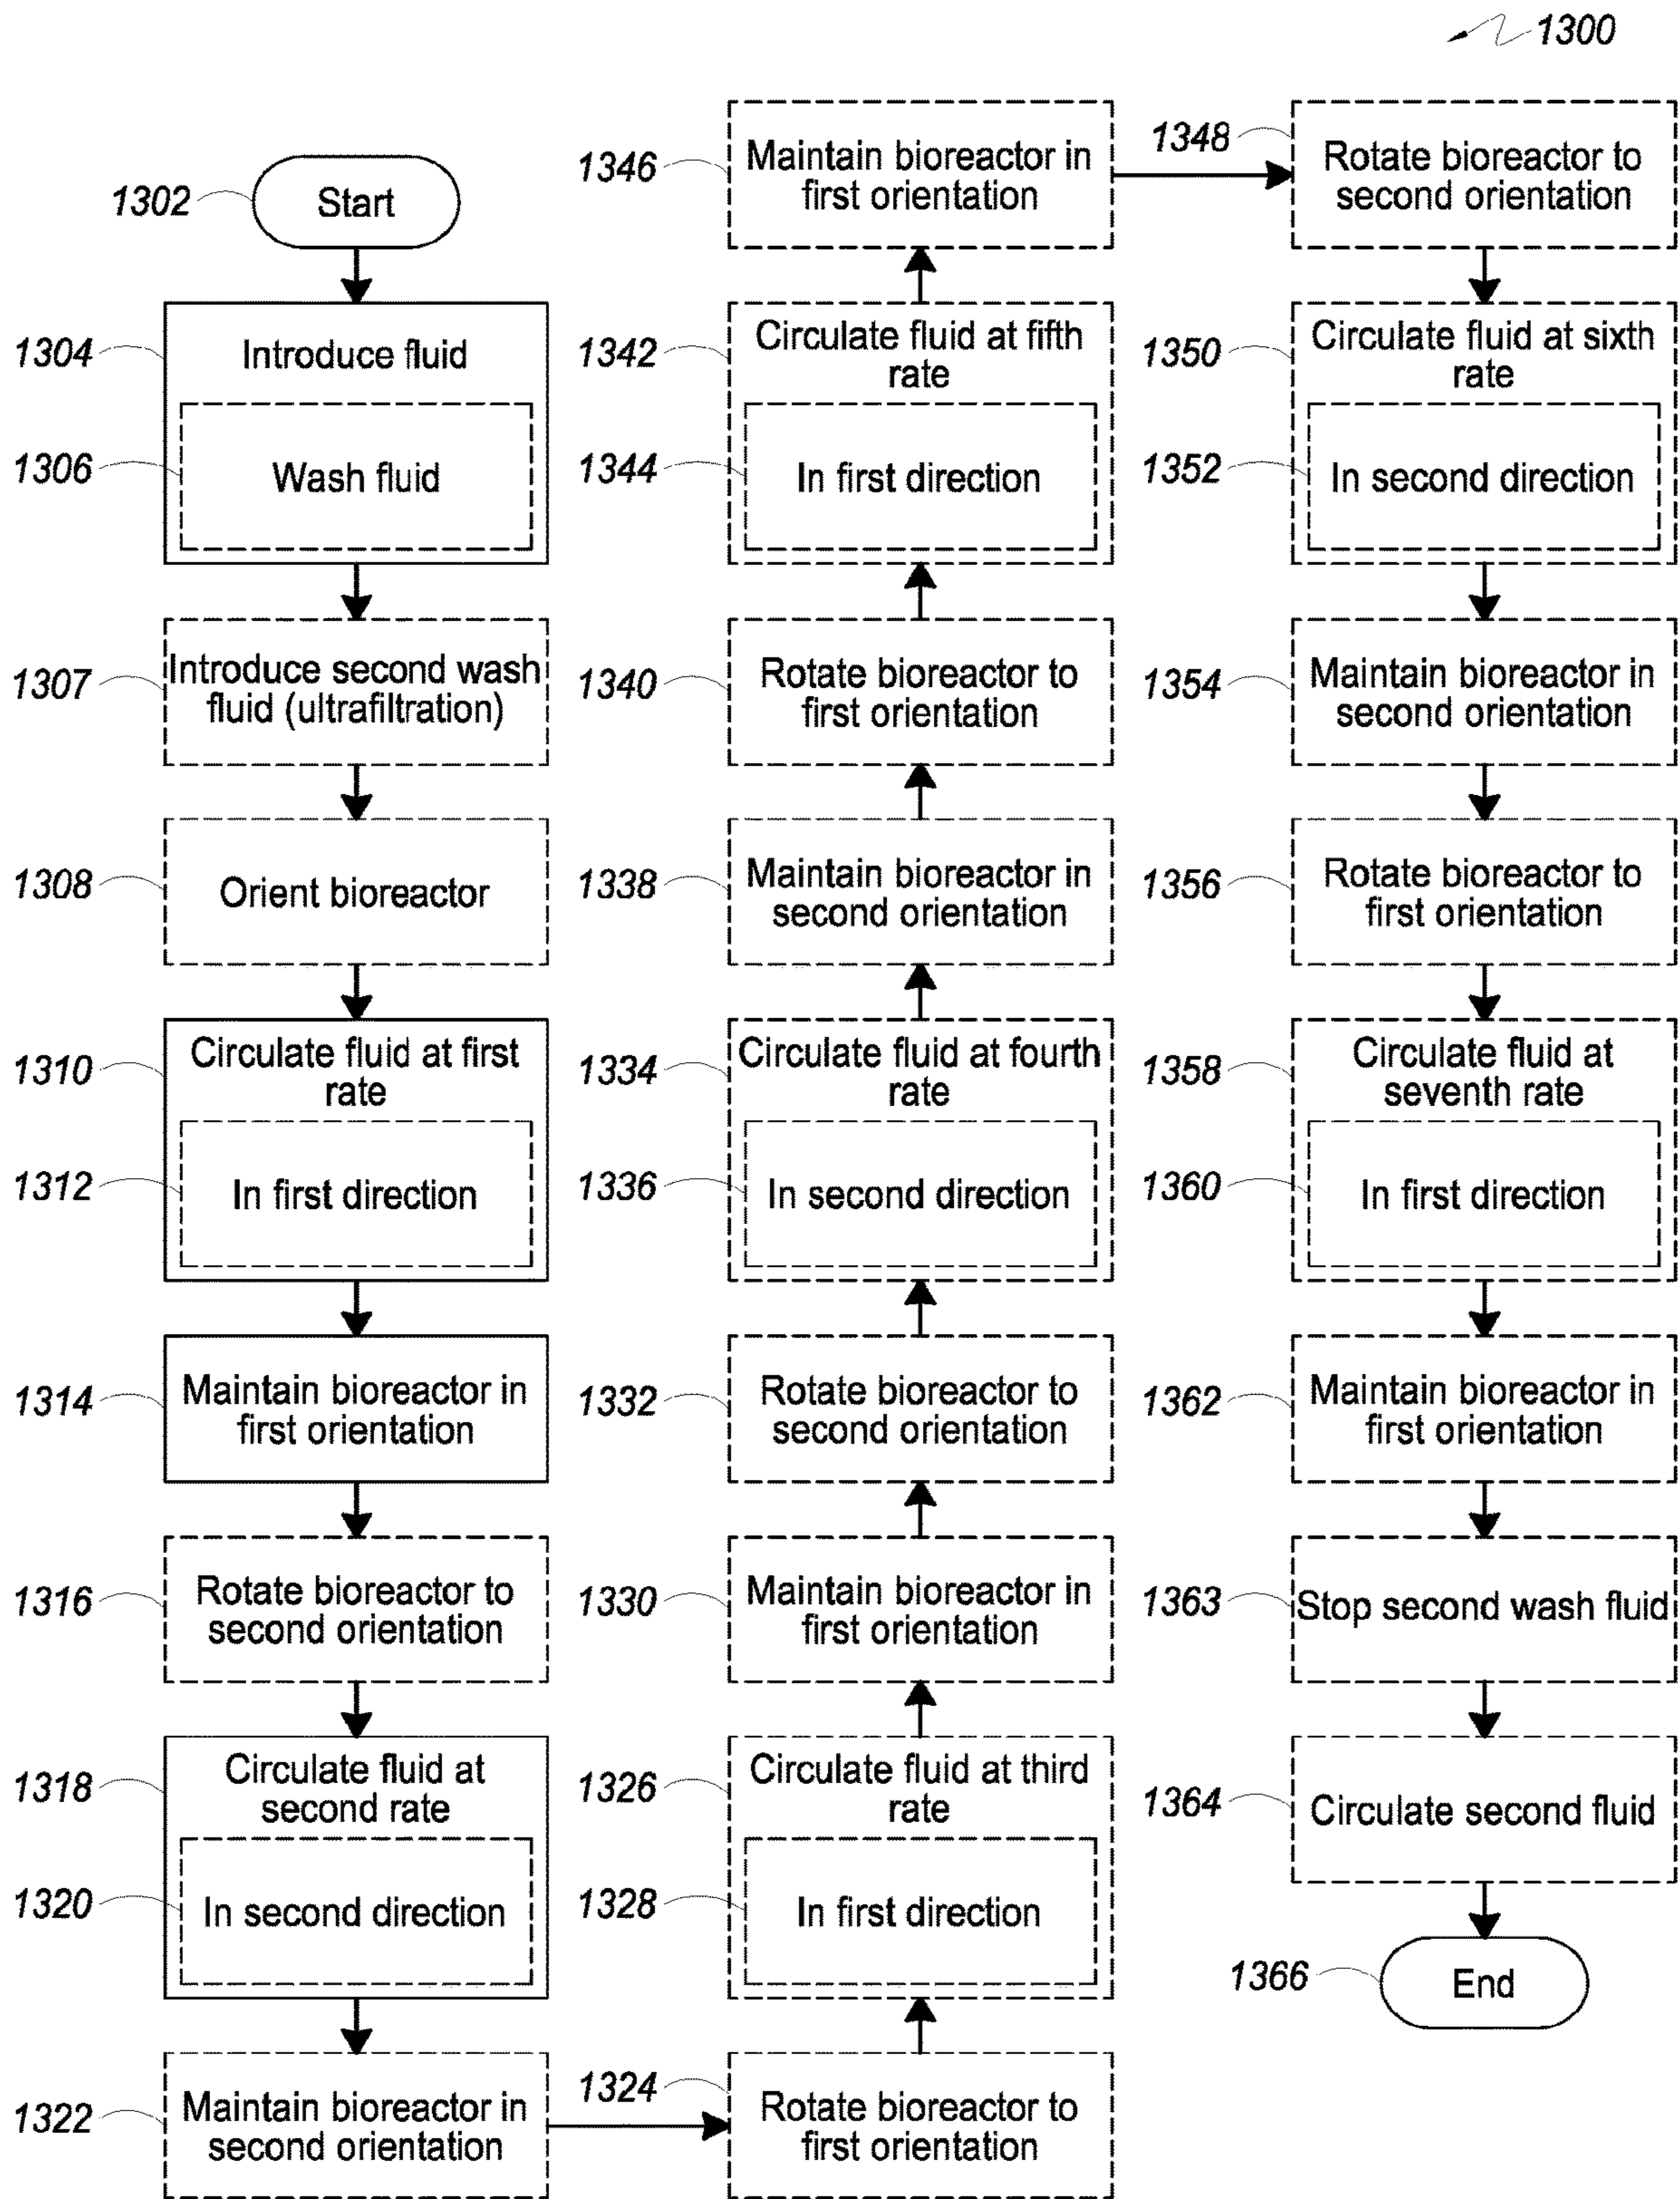 1300
1302
Start
1304
Introduce fluid
1306
Wash fluid
1307
Introduce second wash
fluid (ultrafiltration)
1308
Orient bioreactor
1310
Circulate fluid at first
rate
1312
In first direction
1314
Maintain bioreactor in
first orientation
1316
Rotate bioreactor to
second orientation
1318
Circulate fluid at
second rate
1320
In second direction
1322
Maintain bioreactor in
second orientation
1324
Rotate bioreactor to
first orientation
1326
Circulate fluid at third
rate
1328
In first direction
1330
Maintain bioreactor in
first orientation
1332
Rotate bioreactor to
second orientation
1334
Circulate fluid at fourth
rate
1336
In second direction
1338
Maintain bioreactor in
second orientation
1340
Rotate bioreactor to
first orientation
1342
Circulate fluid at fifth
rate
1344
In first direction
1346
Maintain bioreactor in
first orientation
1348
Rotate bioreactor to
second orientation
1350
Circulate fluid at sixth
rate
1352
In second direction
1354
Maintain bioreactor in
second orientation
1356
Rotate bioreactor to
first orientation
1358
Circulate fluid at
seventh rate
1360
In first direction
1362
Maintain bioreactor in
first orientation
1363
Stop second wash fluid
1364
Circulate second fluid
1366
End